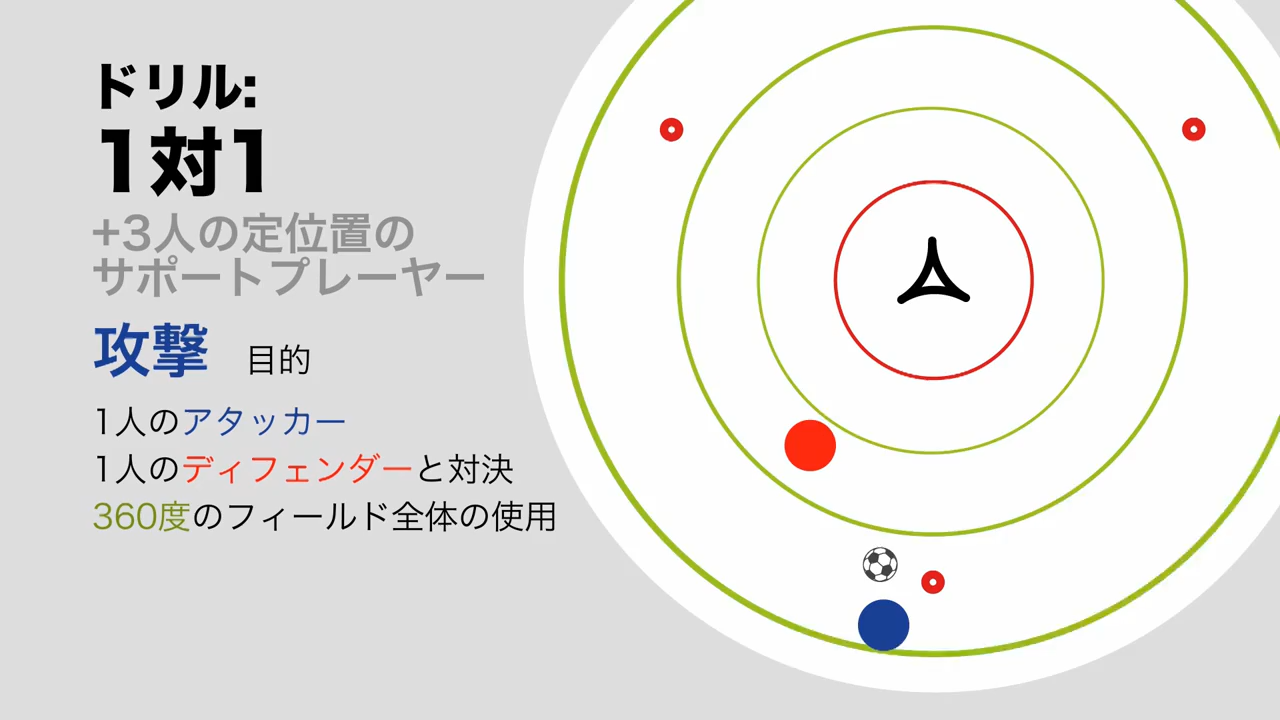 ドリル:
1対1
+3人の定位置の
サポートプレーヤー
攻撃 目的
1人のアタッカー
1人のディフェンダーと対決
360度のフィールド全体の使用